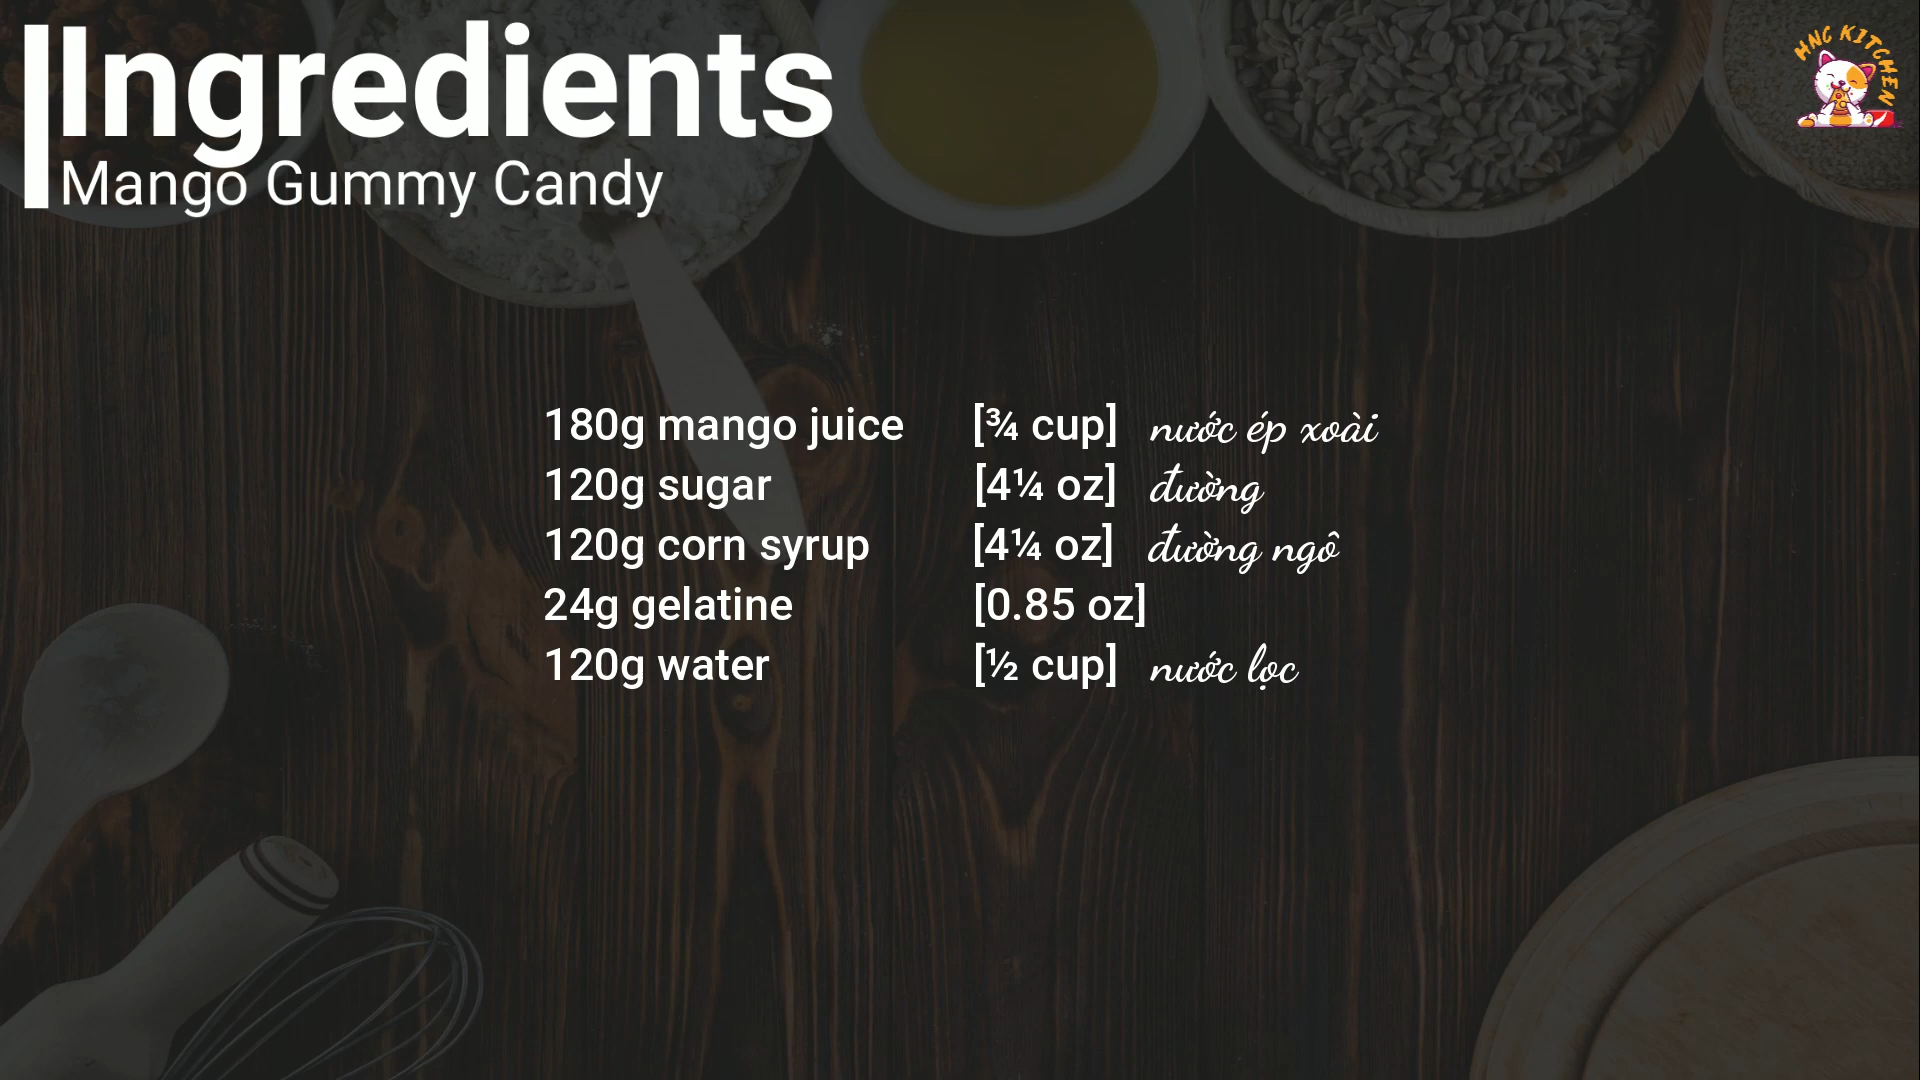 Ingredients
Mango Gummy Candy
HNC KITCHEN
180g mango juice [¾ cup] nước ép xoài
120g sugar [4¼ oz] đường
120g corn syrup [4¼ oz] đường ngô
24g gelatine [0.85 oz]
120g water [½ cup] nước lọc